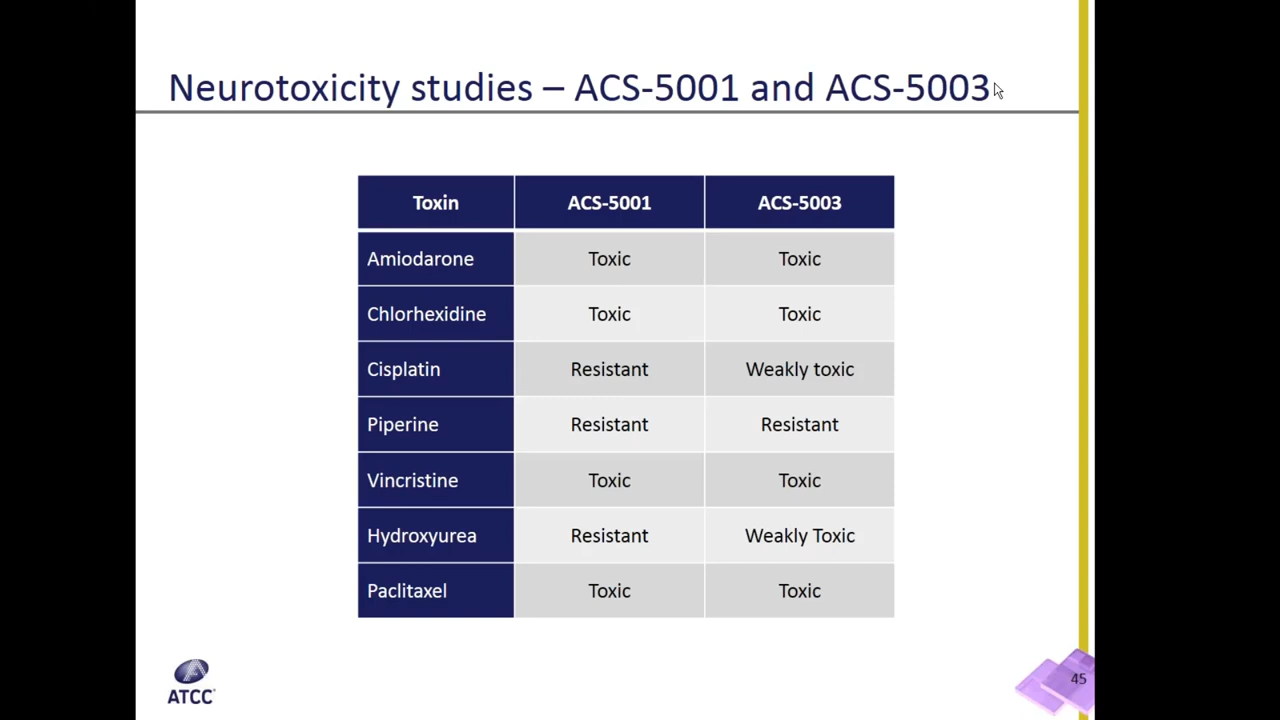 Neurotoxicity studies – ACS-5001 and ACS-5003
Toxin ACS-5001 ACS-5003
Amiodarone Toxic Toxic
Chlorhexidine Toxic Toxic
Cisplatin Resistant Weakly toxic
Piperine Resistant Resistant
Vincristine Toxic Toxic
Hydroxyurea Resistant Weakly Toxic
Paclitaxel Toxic Toxic
ATCC
45